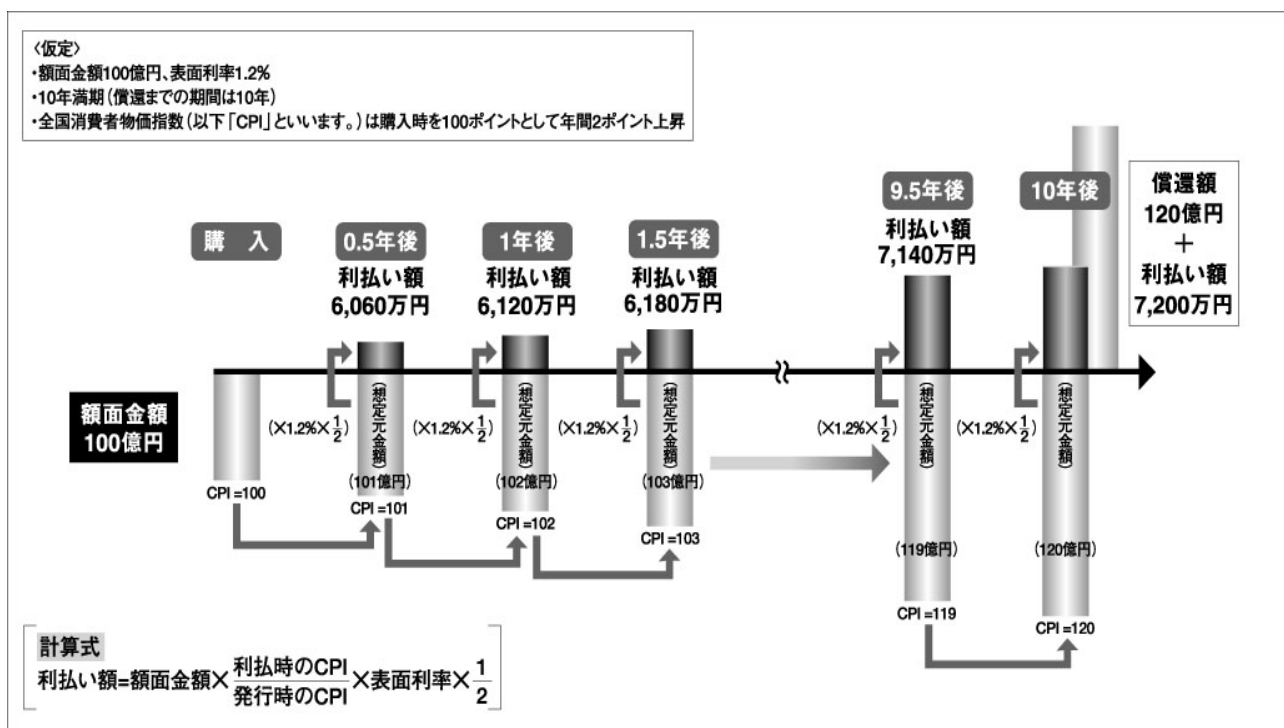 〈仮定〉
・額面金額100億円、表面利率1.2%
・10年満期（償還までの期間は10年）
・全国消費者物価指数（以下「CPI」といいます。）は購入時を100ポイントとして年間2ポイント上昇
購 入
0.5年後
利払い額
6,060万円
1年後
利払い額
6,120万円
1.5年後
利払い額
6,180万円
9.5年後
利払い額
7,140万円
10年後
償還額
120億円
+
利払い額
7,200万円
額面金額
100億円
CPI =100
(×1.2%×1/2)
（想定元金額）
(101億円)
CPI =101
(×1.2%×1/2)
（想定元金額）
(102億円)
CPI =102
(×1.2%×1/2)
（想定元金額）
(103億円)
CPI =103
(×1.2%×1/2)
（想定元金額）
(119億円)
CPI =119
(×1.2%×1/2)
（想定元金額）
(120億円)
CPI =120
計算式
利払い額=額面金額×利払時のCPI/発行時のCPI×表面利率×1/2